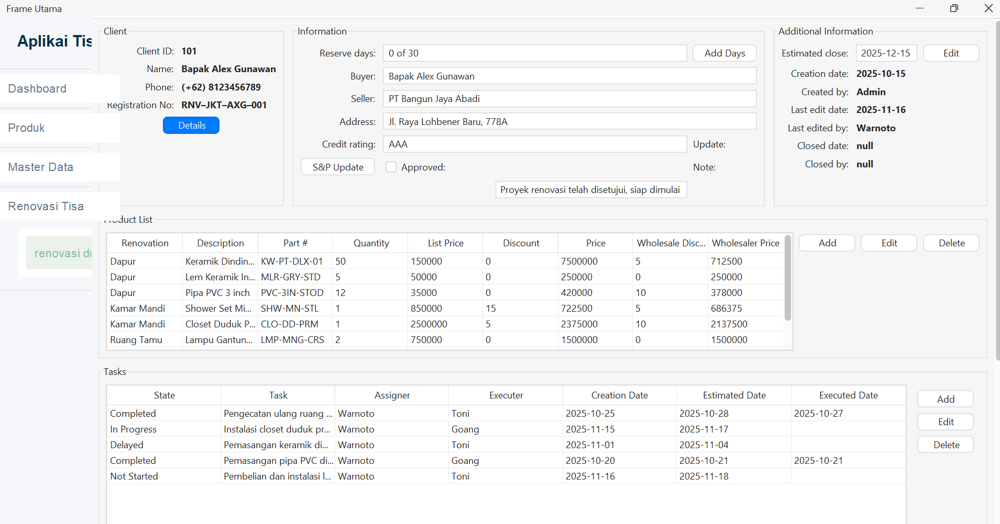 Frame Utama
Aplikai Tis
Dashboard
Produk
Master Data
Renovasi Tisa
renovasi du
Client
Client ID: 101
Name: Bapak Alex Gunawan
Phone: (+62) 8123456789
Registration No: RNV–JKT–AXG–001
Details
Information
Reserve days: 0 of 30 Add Days
Buyer: Bapak Alex Gunawan
Seller: PT Bangun Jaya Abadi
Address: Jl. Raya Lohbener Baru, 778A
Credit rating: AAA Update:
S&P Update Approved: Note:
Proyek renovasi telah disetujui, siap dimulai
Additional Information
Estimated close: 2025-12-15 Edit
Creation date: 2025-10-15
Created by: Admin
Last edit date: 2025-11-16
Last edited by: Warnoto
Closed date: null
Closed by: null
Product List
Renovation Description Part # Quantity List Price Discount Price Wholesale Disc... Wholesaler Price
Dapur Keramik Dindin... KW-PT-DLX-01 50 150000 0 7500000 5 712500
Dapur Lem Keramik In... MLR-GRY-STD 5 50000 0 250000 0 250000
Dapur Pipa PVC 3 inch PVC-3IN-STOD 12 35000 0 420000 10 378000
Kamar Mandi Shower Set Mi... SHW-MN-STL 1 850000 15 722500 5 686375
Kamar Mandi Closet Duduk P... CLO-DD-PRM 1 2500000 5 2375000 10 2137500
Ruang Tamu Lampu Gantun... LMP-MNG-CRS 2 750000 0 1500000 0 1500000
Add Edit Delete
Tasks
State Task Assigner Executer Creation Date Estimated Date Executed Date
Completed Pengecatan ulang ruang ... Warnoto Toni 2025-10-25 2025-10-28 2025-10-27
In Progress Instalasi closet duduk pr... Warnoto Goang 2025-11-15 2025-11-17
Delayed Pemasangan keramik di... Warnoto Toni 2025-11-01 2025-11-04
Completed Pemasangan pipa PVC di... Warnoto Goang 2025-10-20 2025-10-21 2025-10-21
Not Started Pembelian dan instalasi l... Warnoto Toni 2025-11-16 2025-11-18
Add
Edit
Delete